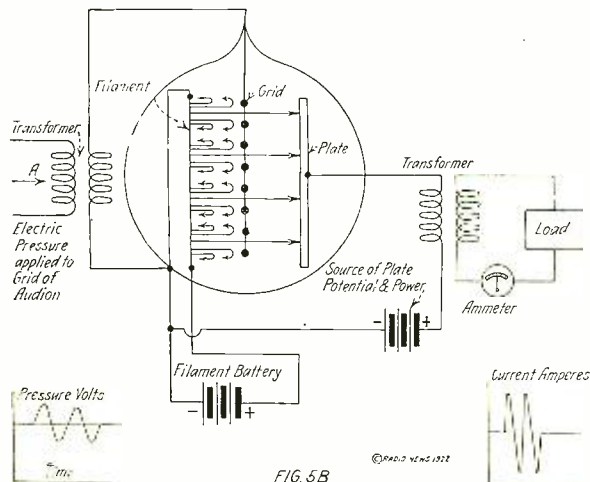 Filament
Grid
Plate
Transformer
A
Electric
Pressure
applied to
Grid of
Audion
Transformer
Load
Ammeter
Source of Plate
Potential & Power
- +
Filament Battery
- +
Pressure Volts
Time
Current Amperes
©RADIO NEWS 1922
FIG. 5B